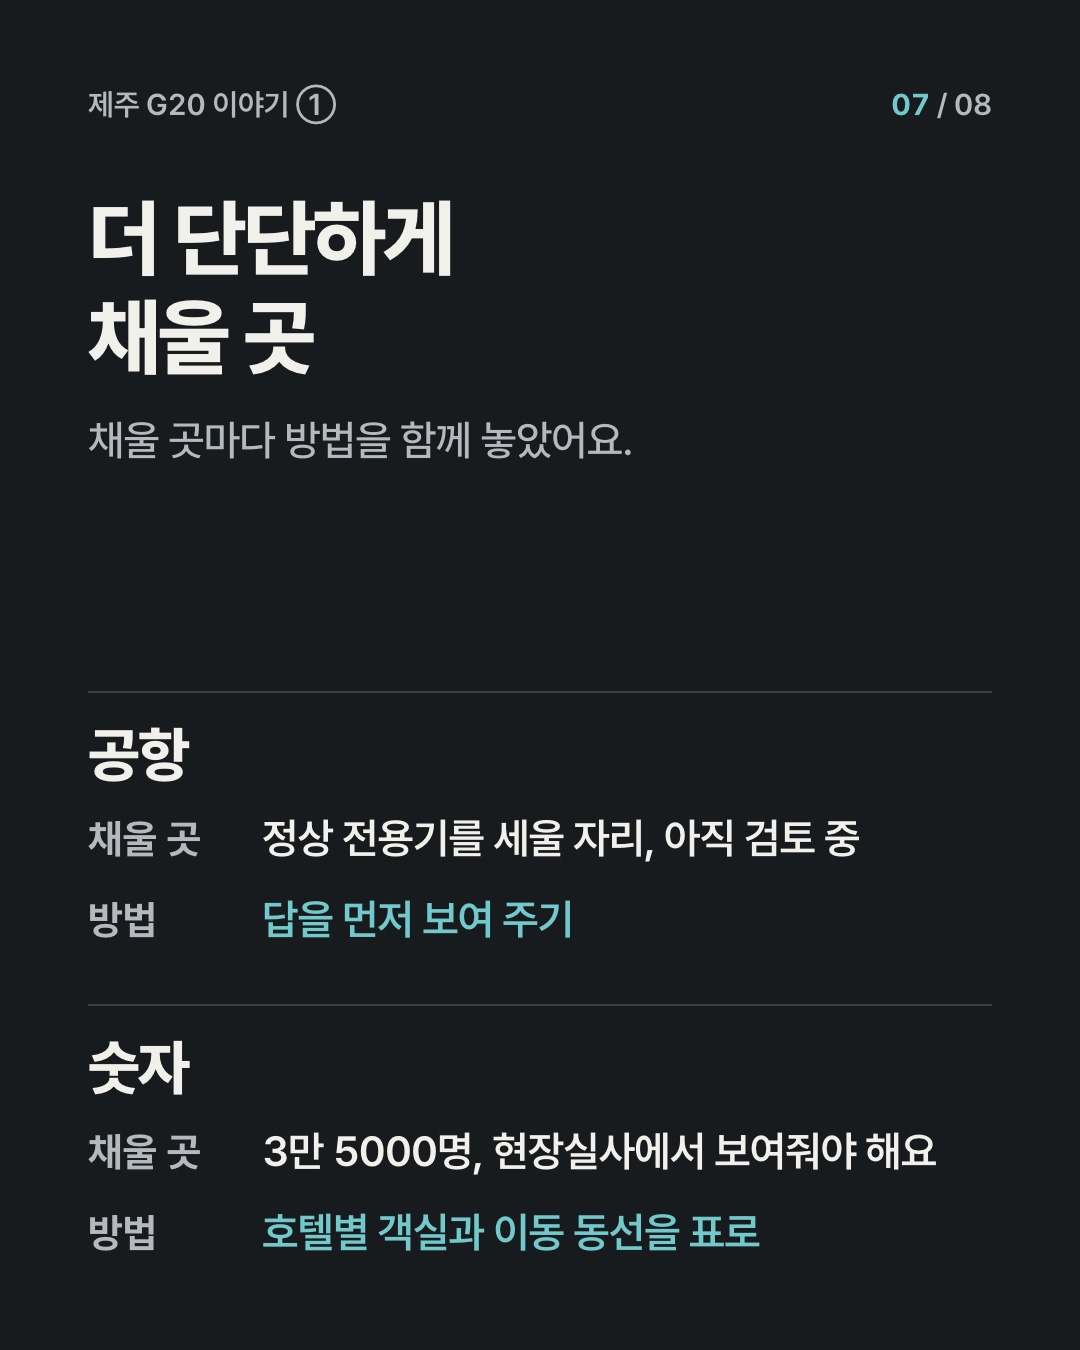 제주 G20 이야기 ①
07 / 08
더 단단하게
채울 곳
채울 곳마다 방법을 함께 놓았어요.
공항
채울 곳 정상 전용기를 세울 자리, 아직 검토 중
방법 답을 먼저 보여 주기
숫자
채울 곳 3만 5000명, 현장실사에서 보여줘야 해요
방법 호텔별 객실과 이동 동선을 표로